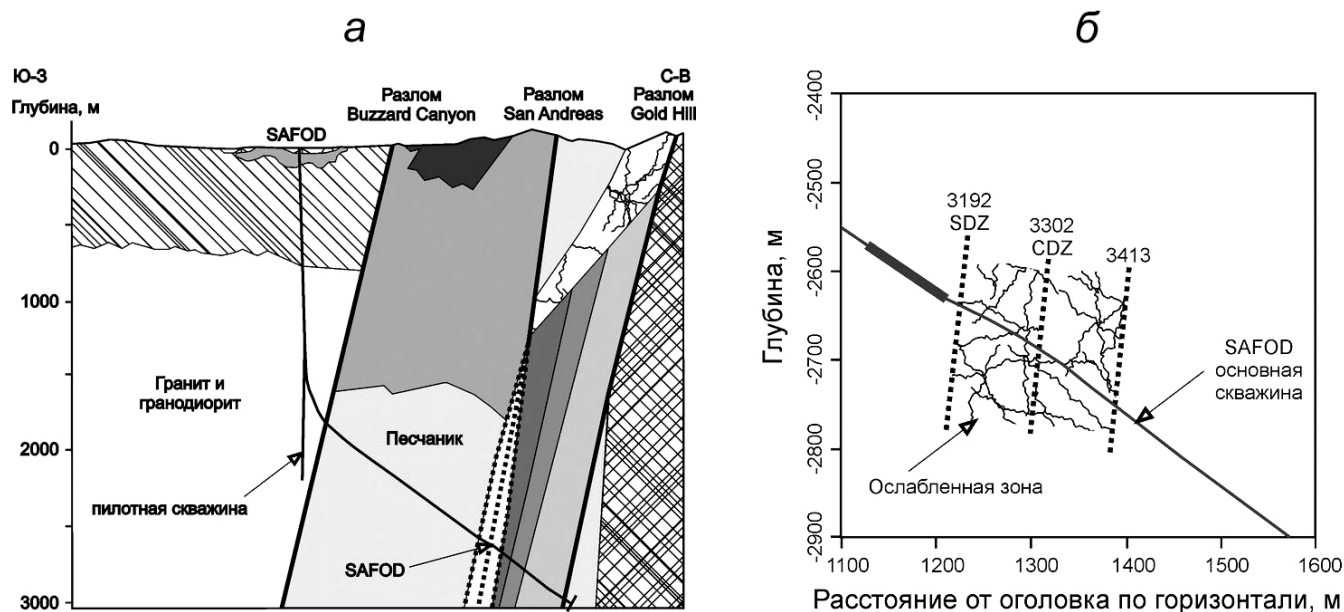 а
Ю-З
Глубина, м
SAFOD
Разлом
Buzzard Canyon
Разлом
San Andreas
С-В
Разлом
Gold Hill
0
1000
2000
3000
Гранит и
гранодиорит
Песчаник
пилотная скважина
SAFOD
б
Глубина, м
-2400
-2500
-2600
-2700
-2800
-2900
3192
SDZ
3302
CDZ
3413
SAFOD
основная
скважина
Ослабленная зона
1100
1200
1300
1400
1500
1600
Расстояние от оголовка по горизонтали, м